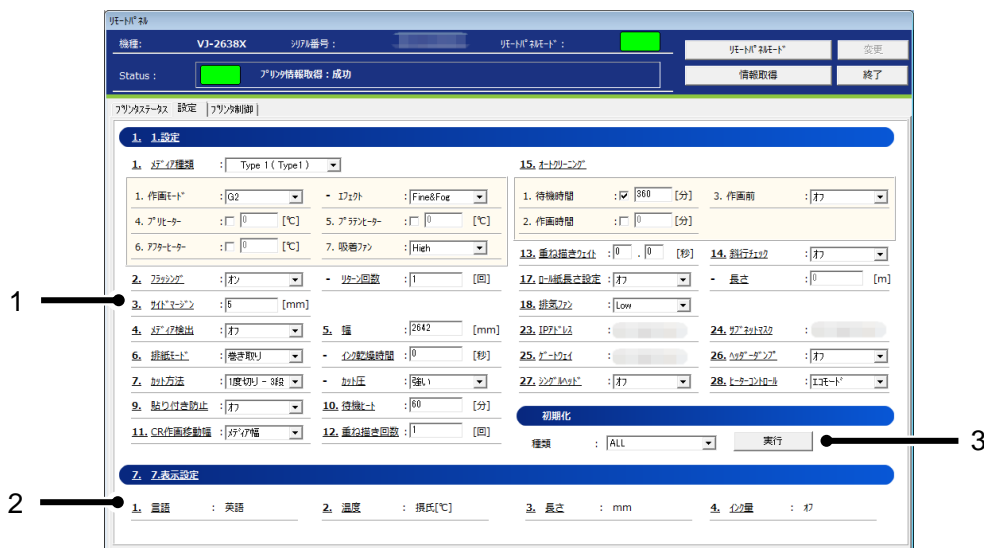 ﾘﾓｰﾄﾊﾟﾈﾙ
機種: VJ-2638X ｼﾘｱﾙ番号： ﾘﾓｰﾄﾊﾟﾈﾙﾓｰﾄﾞ： ﾘﾓｰﾄﾊﾟﾈﾙﾓｰﾄﾞ 変更
Status： ﾌﾟﾘﾝﾀ情報取得：成功 情報取得 終了
ﾌﾟﾘﾝﾀｽﾃｰﾀｽ 設定 ﾌﾟﾘﾝﾀ制御
1. 1.設定
1. ﾒﾃﾞｨｱ種類 : Type 1 ( Type1 ) 15. ｵｰﾄｸﾘｰﾆﾝｸﾞ
1. 作画ﾓｰﾄﾞ : G2 - ｴﾌｪｸﾄ : Fine&Fog 1. 待機時間 : 360 [分] 3. 作画前 : ｵﾌ
4. ﾌﾟﾘﾋｰﾀｰ : 0 [℃] 5. ﾌﾟﾗﾃﾝﾋｰﾀｰ : 0 [℃] 2. 作画時間 : 0 [分]
6. ｱﾌﾀｰﾋｰﾀｰ : 0 [℃] 7. 吸着ﾌｧﾝ : High
13. 重ね描きｳｪｲﾄ : 0 . 0 [秒] 14. 斜行ﾁｪｯｸ : ｵﾌ
2. ﾌﾗｯｼﾝｸﾞ : ｵﾝ - ﾘﾀｰﾝ回数 : 1 [回] 17. ﾛｰﾙ紙長さ設定 : ｵﾌ - 長さ : 0 [m]
1 3. ｻｲﾄﾞﾏｰｼﾞﾝ : 5 [mm] 18. 排気ﾌｧﾝ : Low
4. ﾒﾃﾞｨｱ検出 : ｵﾌ 5. 幅 : 2642 [mm] 23. IPｱﾄﾞﾚｽ : 24. ｻﾌﾞﾈｯﾄﾏｽｸ :
6. 排紙ﾓｰﾄﾞ : 巻き取り - ｲﾝｸ乾燥時間 : 0 [秒] 25. ｹﾞｰﾄｳｪｲ : 26. ﾍｯﾀﾞｰﾀﾞﾝﾌﾟ : ｵﾌ
7. ｶｯﾄ方法 : 1度切り - 3段 - ｶｯﾄ圧 : 強い 27. ｼﾝｸﾞﾙﾍｯﾄﾞ : ｵﾌ 28. ﾋｰﾀｰｺﾝﾄﾛｰﾙ : ｴｺﾓｰﾄﾞ
9. 貼り付き防止 : ｵﾌ 10. 待機ﾋｰﾄ : 60 [分] 初期化
11. CR作画移動幅 : ﾒﾃﾞｨｱ幅 12. 重ね描き回数 : 1 [回]
種類 : ALL 実行 3
7. 7.表示設定
2 1. 言語 : 英語 2. 温度 : 摂氏[℃] 3. 長さ : mm 4. ｲﾝｸ量 : ｵﾌ